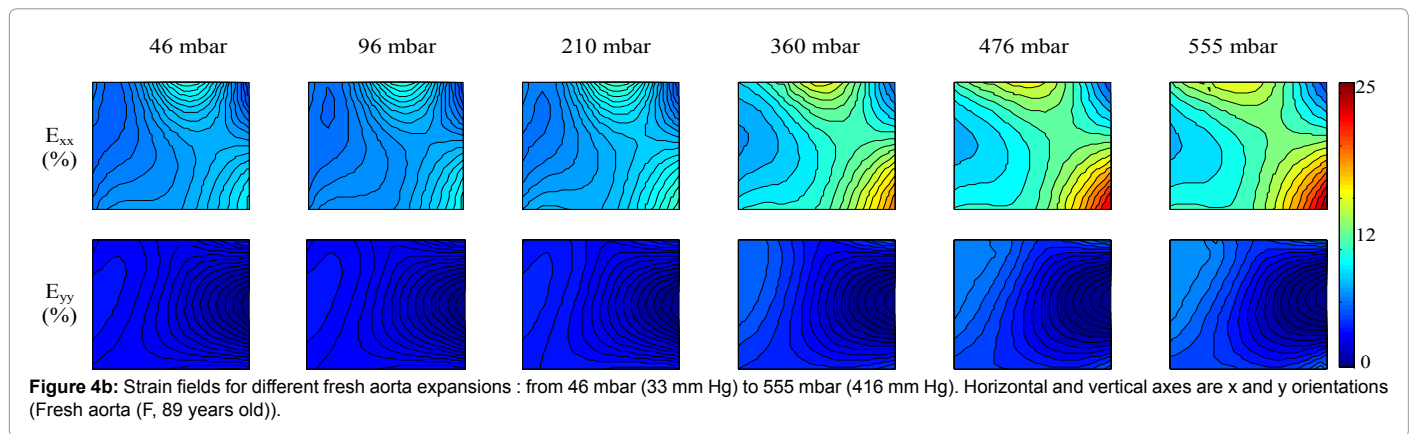 46 mbar 96 mbar 210 mbar 360 mbar 476 mbar 555 mbar
25
Exx
(%)
12
Eyy
(%)
0
Figure 4b: Strain fields for different fresh aorta expansions : from 46 mbar (33 mm Hg) to 555 mbar (416 mm Hg). Horizontal and vertical axes are x and y orientations
(Fresh aorta (F, 89 years old)).